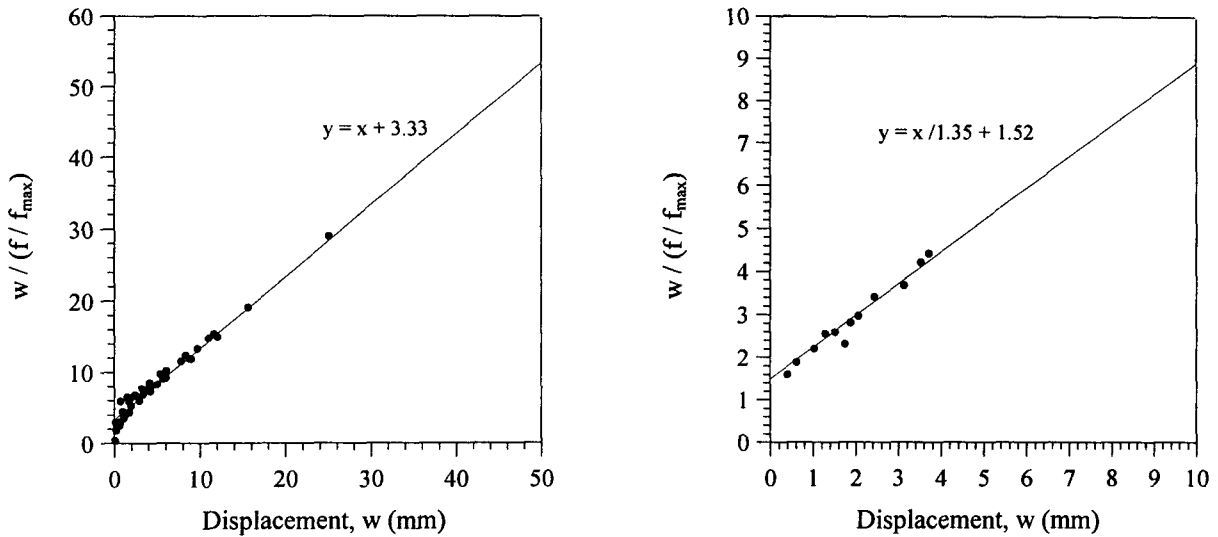 60
50
40
30
20
10
0
w / (f / f_max)
y = x + 3.33
0 10 20 30 40 50
Displacement, w (mm)
10
9
8
7
6
5
4
3
2
1
0
w / (f / f_max)
y = x /1.35 + 1.52
0 1 2 3 4 5 6 7 8 9 10
Displacement, w (mm)